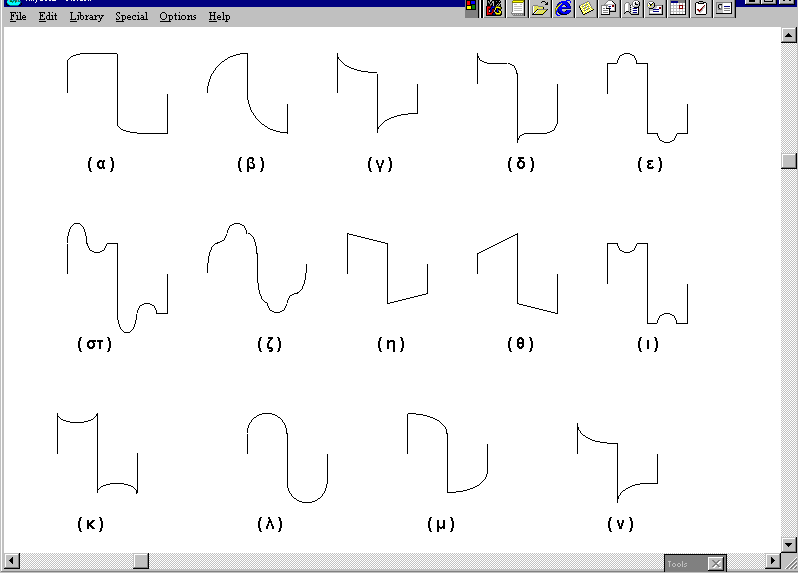 File Edit Library Special Options Help
(α) (β) (γ) (δ) (ε)
(στ) (ζ) (η) (θ) (ι)
(κ) (λ) (μ) (ν)
Tools